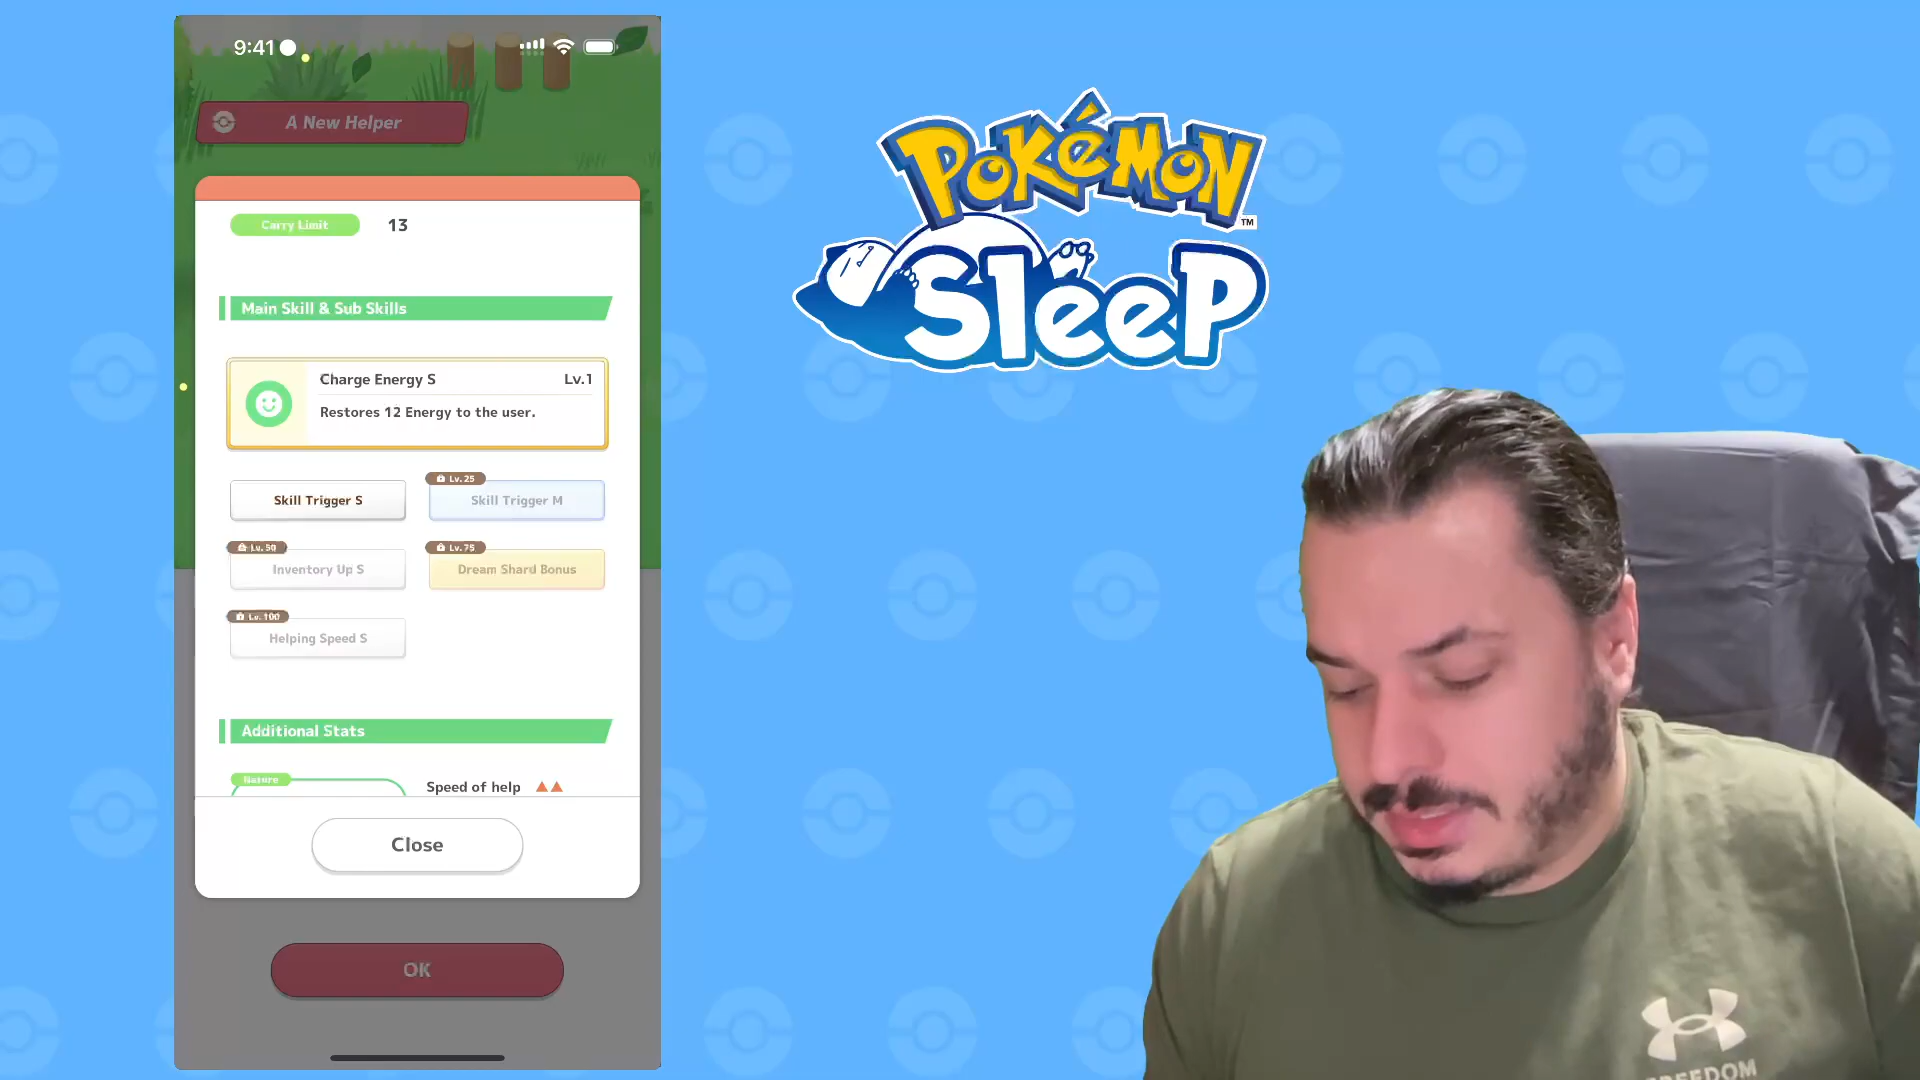 9:41
A New Helper
Carry Limit 13
Main Skill & Sub Skills
Charge Energy S Lv.1
Restores 12 Energy to the user.
Skill Trigger S
Lv.25
Skill Trigger M
Lv.50
Inventory Up S
Lv.75
Dream Shard Bonus
Lv.100
Helping Speed S
Additional Stats
Nature
Speed of help
Close
OK
POKéMON
TM
Sleep
FREEDOM